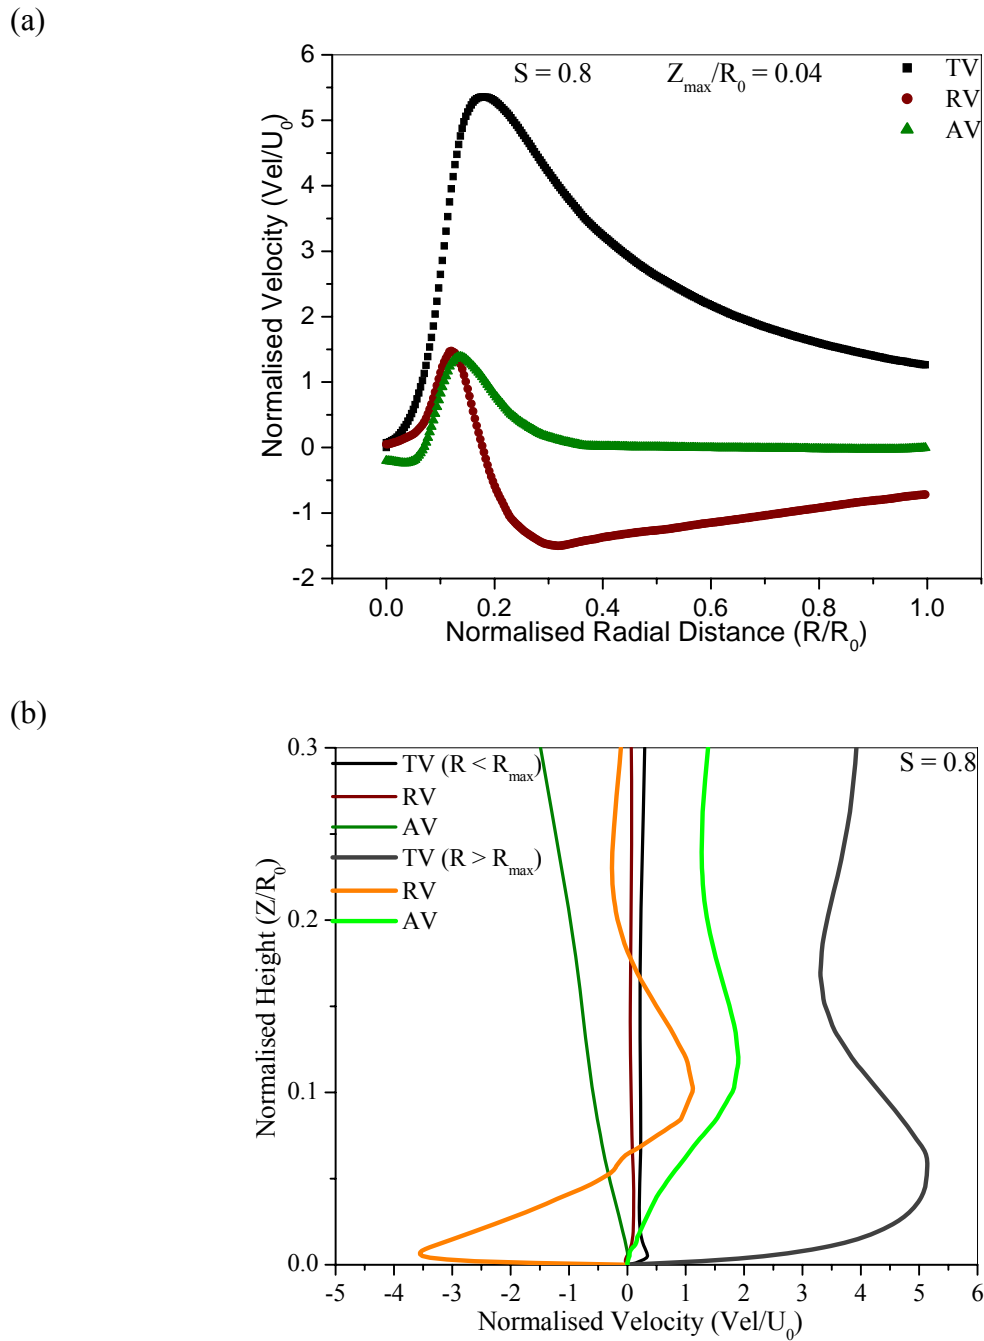 (a)
6
5
4
3
2
1
0
-1
-2
Normalised Velocity (Vel/U0)
S = 0.8 Zmax/R0 = 0.04
TV
RV
AV
0.0 0.2 0.4 0.6 0.8 1.0
Normalised Radial Distance (R/R0)
(b)
0.3
0.2
0.1
0.0
Normalised Height (Z/R0)
TV (R < Rmax)
RV
AV
TV (R > Rmax)
RV
AV
S = 0.8
-5 -4 -3 -2 -1 0 1 2 3 4 5 6
Normalised Velocity (Vel/U0)